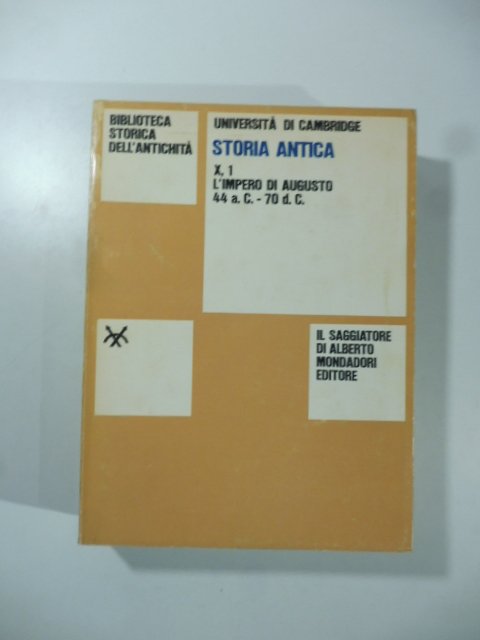 BIBLIOTECA
STORICA
DELL'ANTICHITÀ
UNIVERSITÀ DI CAMBRIDGE
STORIA ANTICA
X, 1
L'IMPERO DI AUGUSTO
44 a. C. - 70 d. C.
IL SAGGIATORE
DI ALBERTO
MONDADORI
EDITORE